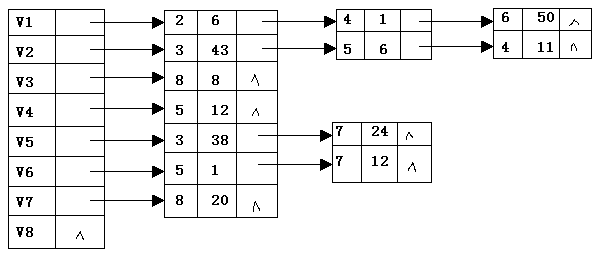 V1 2 6 4 1 6 50 ∧
V2 3 43 5 6 4 11 ∧
V3 8 8 ∧
V4 5 12 ∧
V5 3 38 7 24 ∧
V6 5 1 7 12 ∧
V7 8 20 ∧
V8 ∧